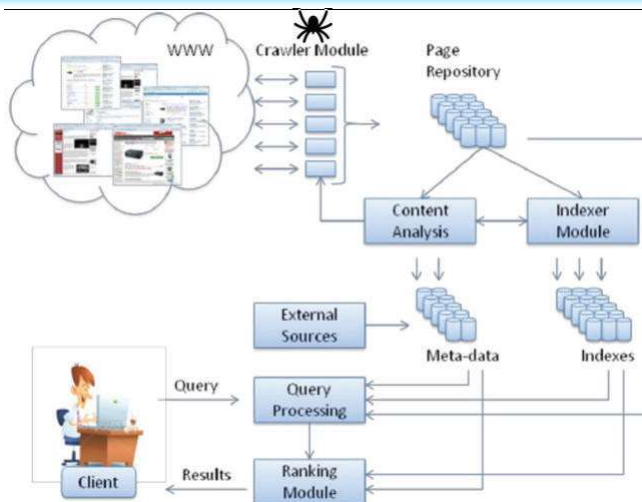 WWW
Crawler Module
Page
Repository
Content
Analysis
Indexer
Module
External
Sources
Meta-data
Indexes
Query
Query
Processing
Results
Ranking
Module
Client